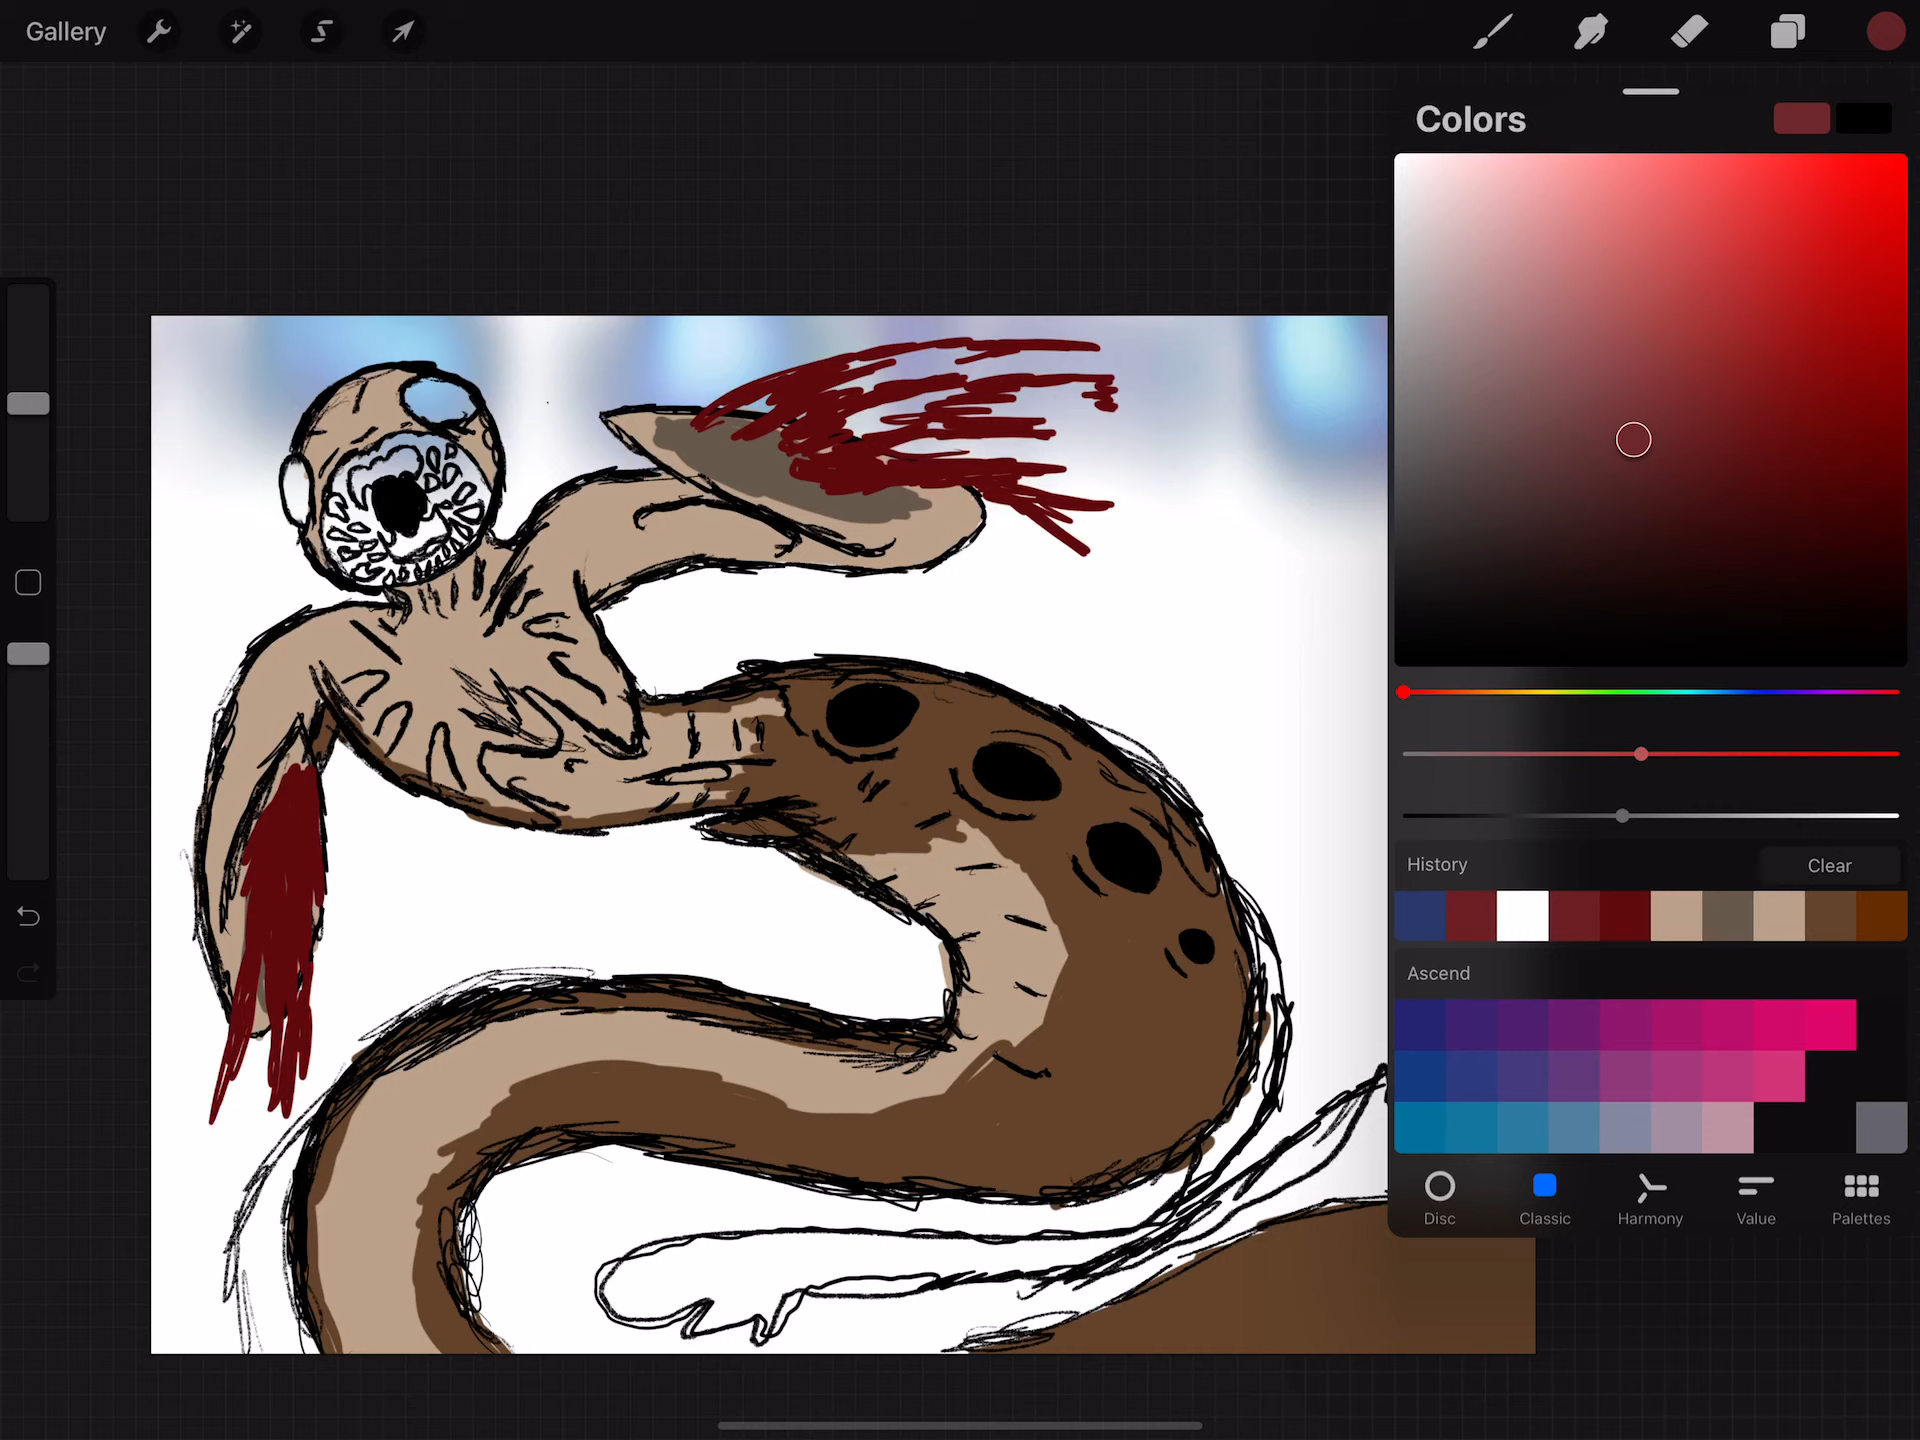 Gallery
Colors
History
Clear
Ascend
Disc
Classic
Harmony
Value
Palettes